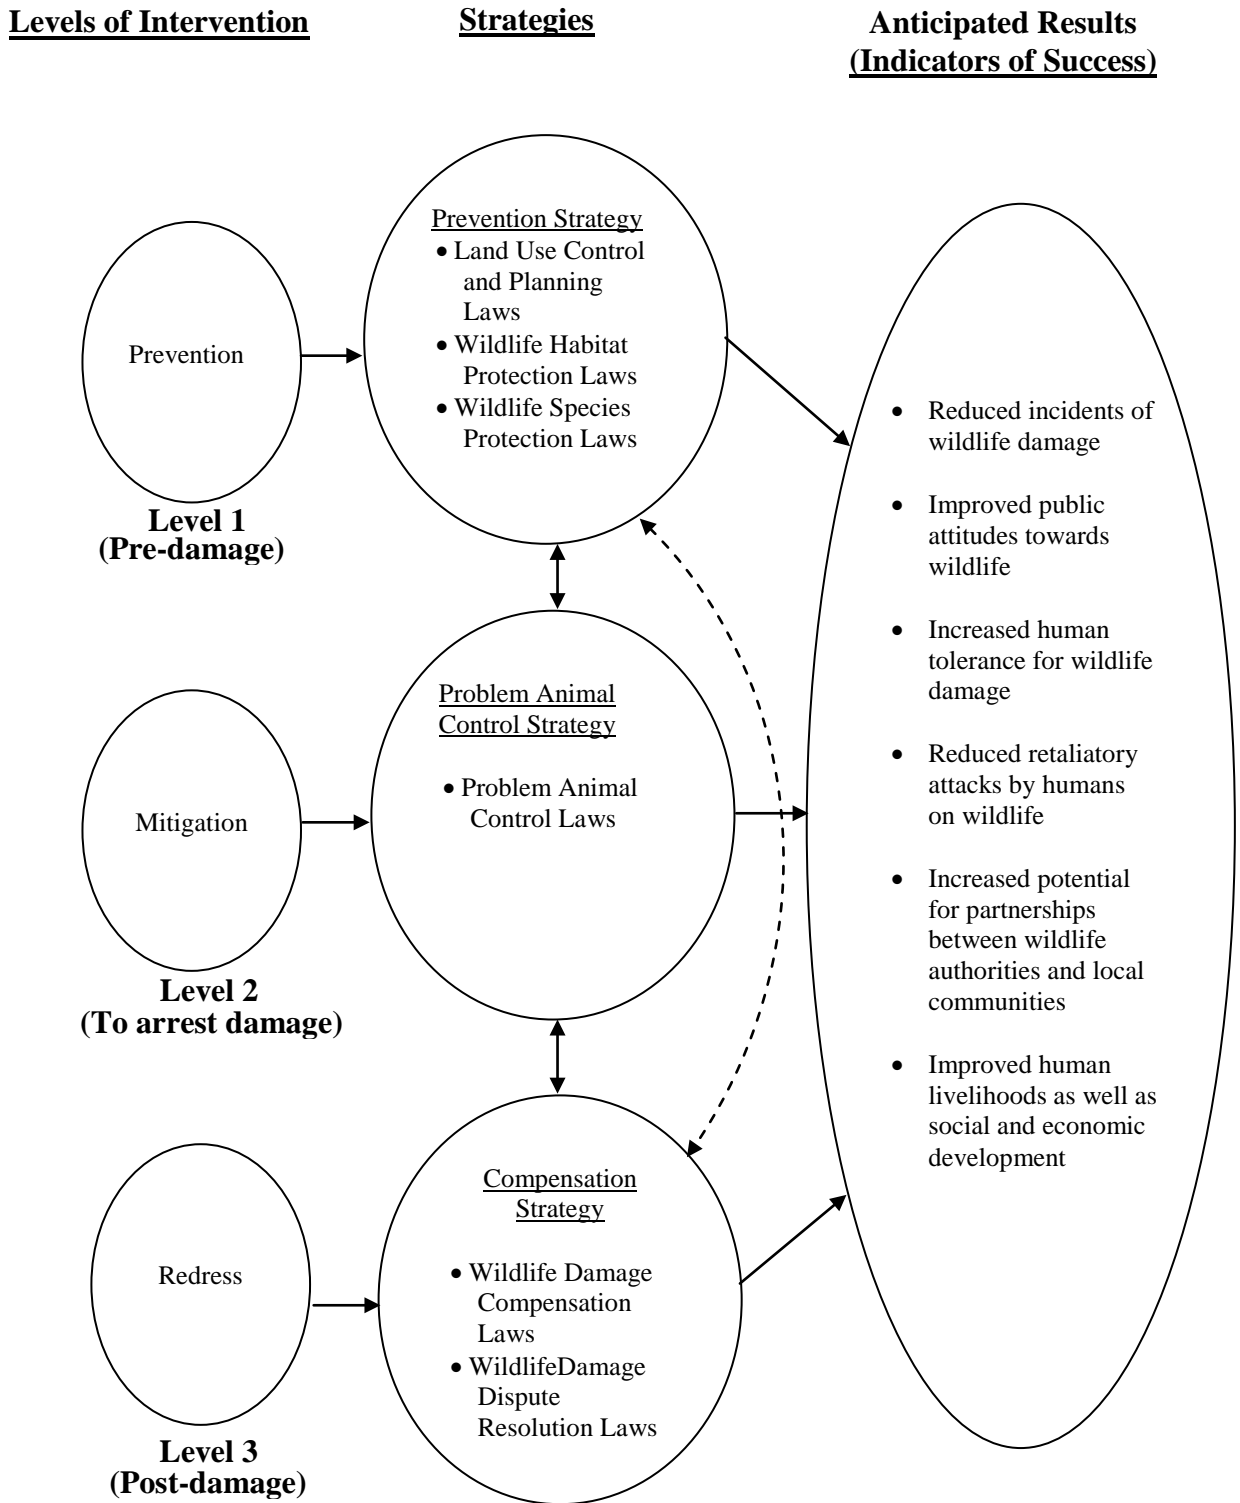 Levels of Intervention
Strategies
Anticipated Results
(Indicators of Success)
Prevention
Level 1
(Pre-damage)
Prevention Strategy
• Land Use Control
and Planning
Laws
• Wildlife Habitat
Protection Laws
• Wildlife Species
Protection Laws
Mitigation
Level 2
(To arrest damage)
Problem Animal
Control Strategy
• Problem Animal
Control Laws
Redress
Level 3
(Post-damage)
Compensation
Strategy
• Wildlife Damage
Compensation
Laws
• WildlifeDamage
Dispute
Resolution Laws
• Reduced incidents of
wildlife damage
• Improved public
attitudes towards
wildlife
• Increased human
tolerance for wildlife
damage
• Reduced retaliatory
attacks by humans
on wildlife
• Increased potential
for partnerships
between wildlife
authorities and local
communities
• Improved human
livelihoods as well as
social and economic
development